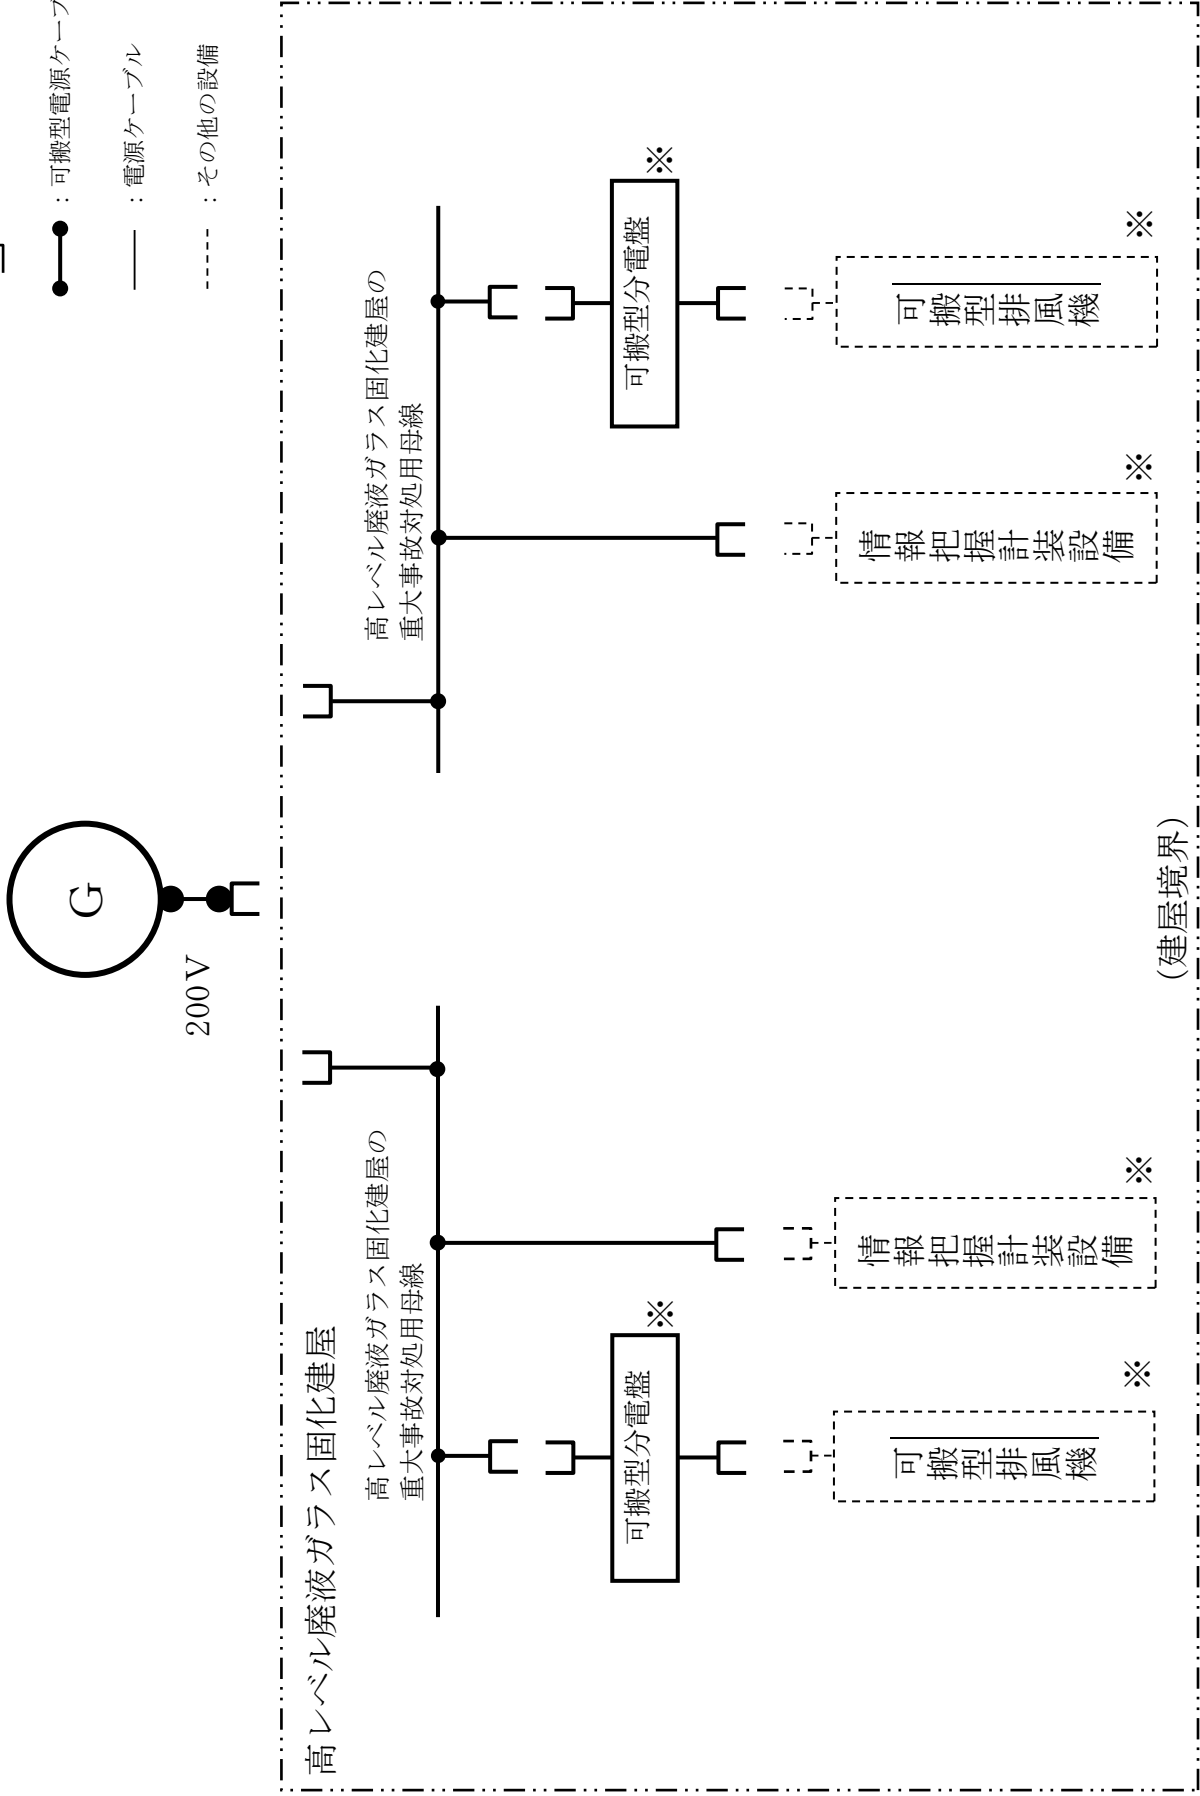 ：可搬型電源ケー
：電源ケーブル
：その他の設備
G
200V
高レベル廃液ガラス固化建屋
高レベル廃液ガラス固化建屋の
重大事故対処用母線
高レベル廃液ガラス固化建屋の
重大事故対処用母線
可搬型分電盤
※
可搬型分電盤
※
可搬型排風機
※
情報把握計装設備
※
情報把握計装設備
※
可搬型排風機
※
(建屋境界)